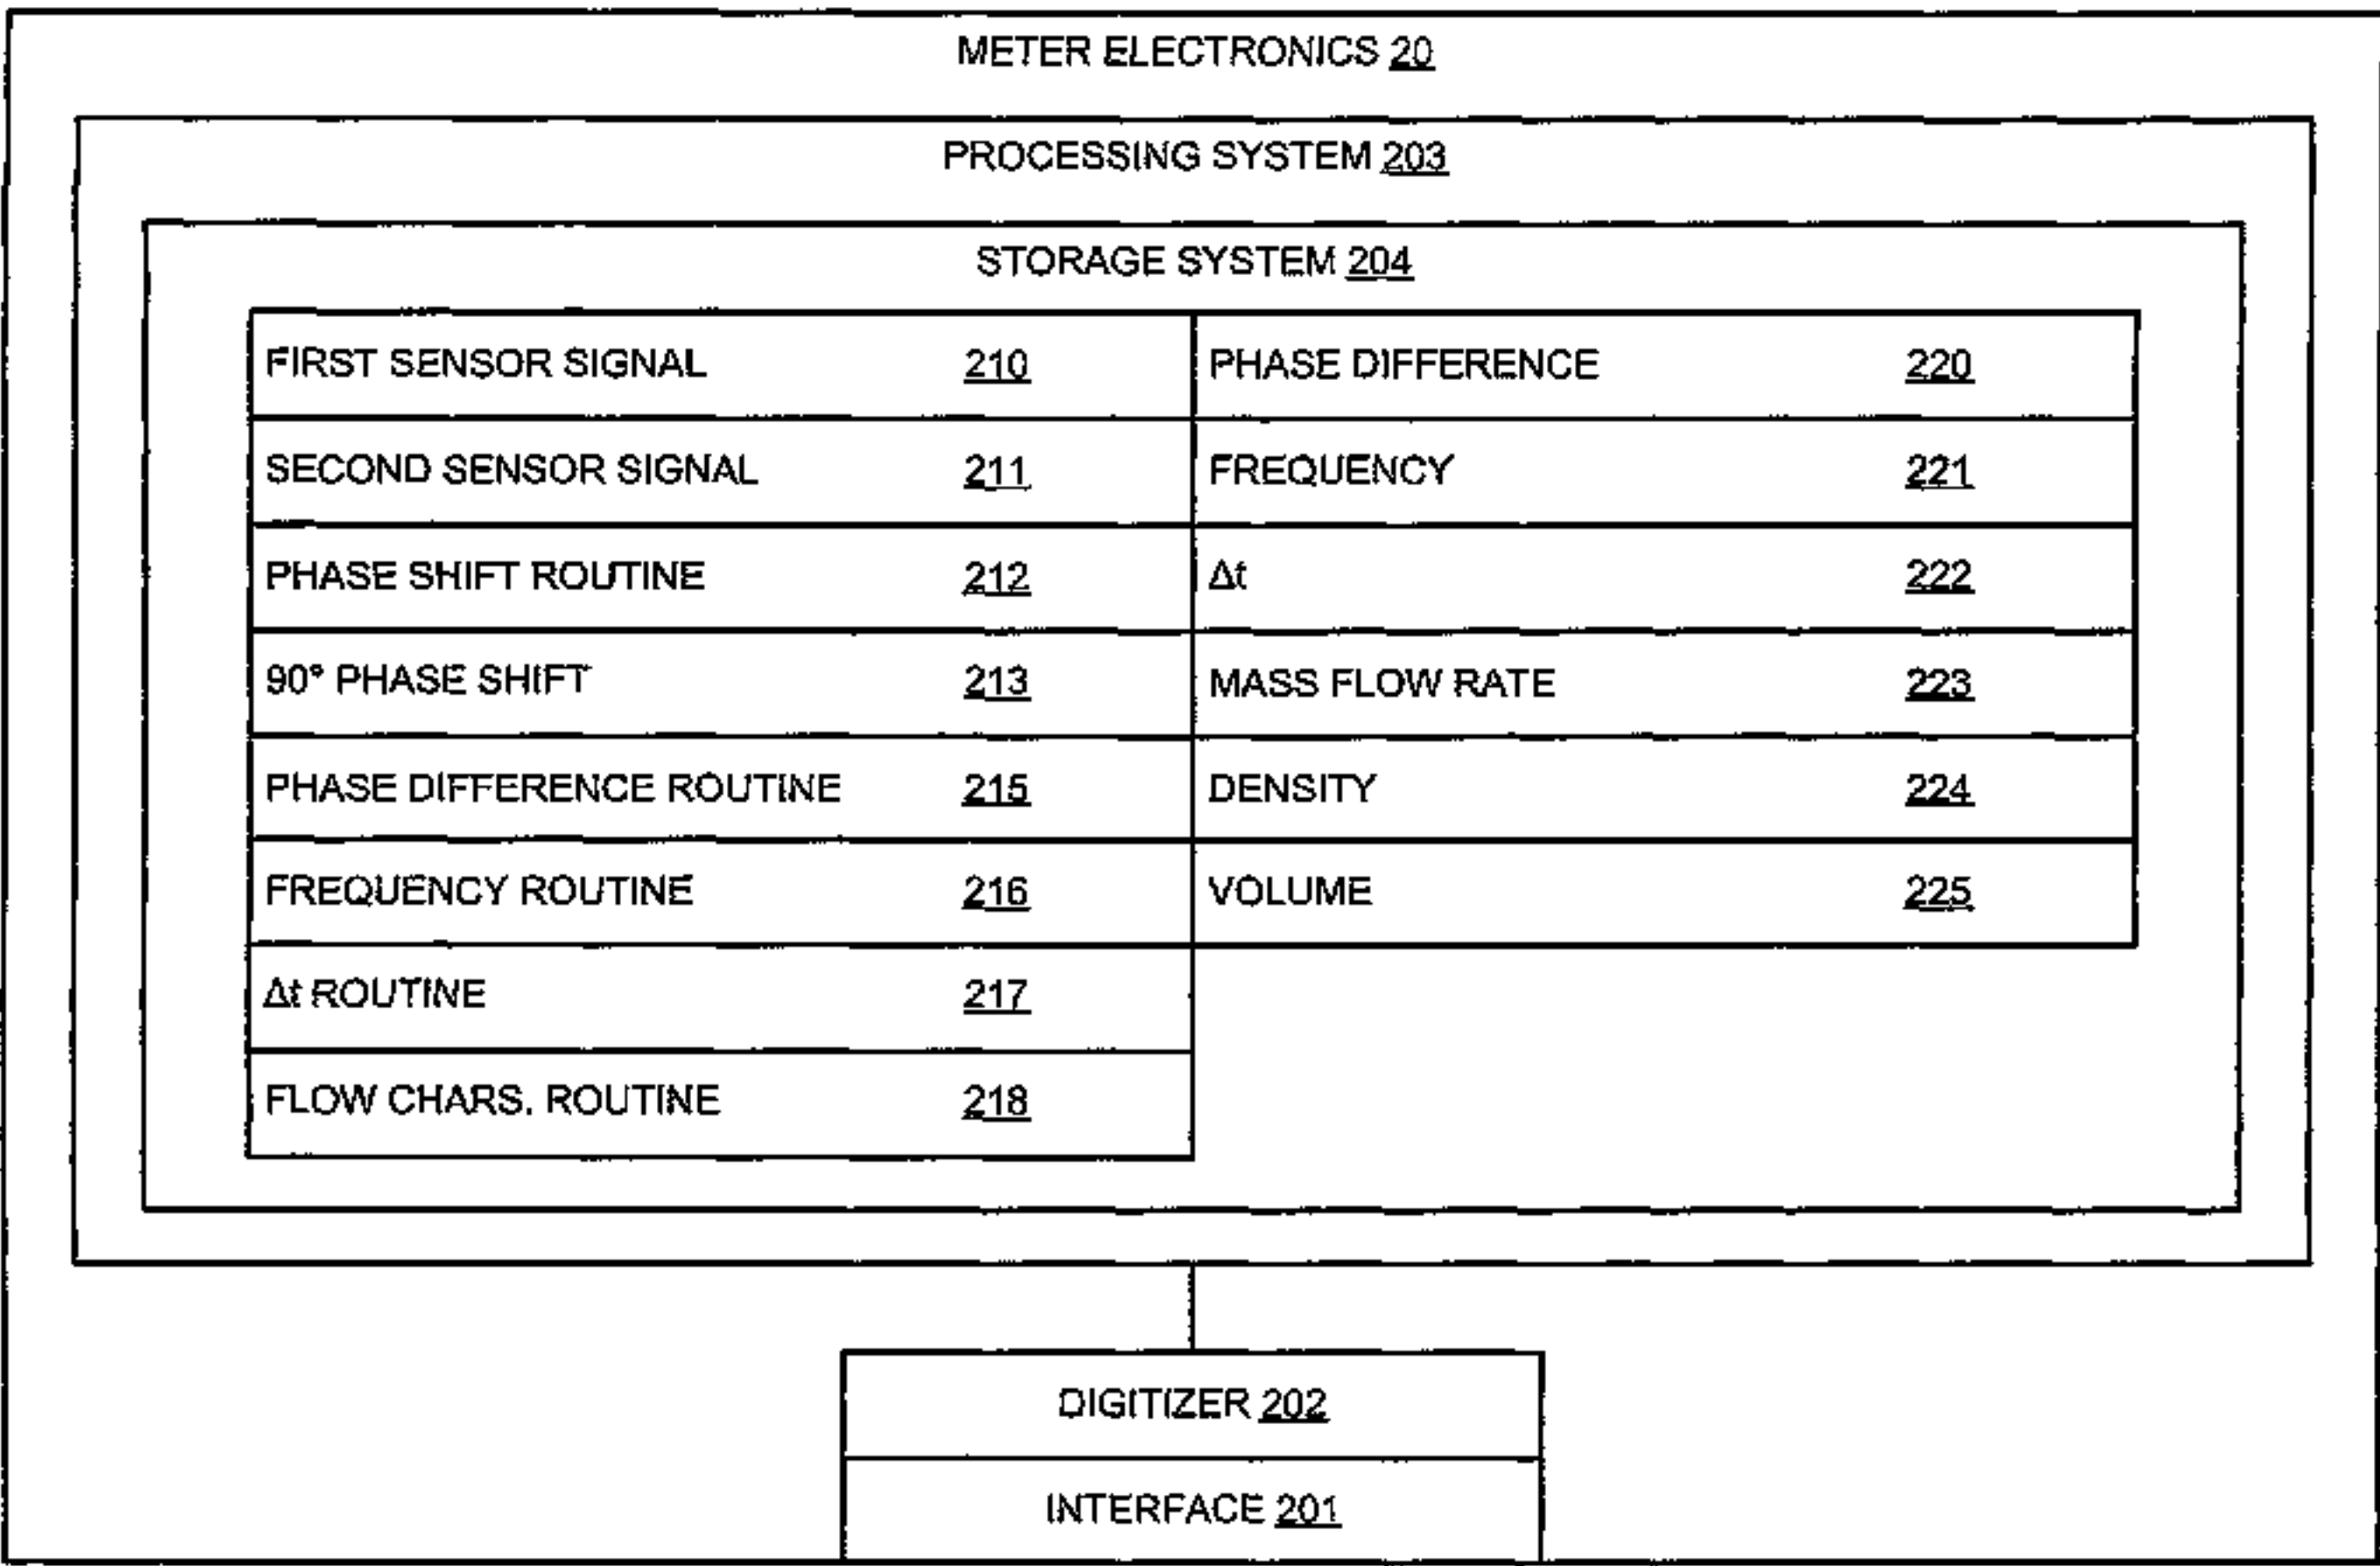 METER ELECTRONICS 20
PROCESSING SYSTEM 203
STORAGE SYSTEM 204
FIRST SENSOR SIGNAL 210
SECOND SENSOR SIGNAL 211
PHASE SHIFT ROUTINE 212
90° PHASE SHIFT 213
PHASE DIFFERENCE ROUTINE 215
FREQUENCY ROUTINE 216
Δt ROUTINE 217
FLOW CHARS. ROUTINE 218
PHASE DIFFERENCE 220
FREQUENCY 221
Δt 222
MASS FLOW RATE 223
DENSITY 224
VOLUME 225
DIGITIZER 202
INTERFACE 201